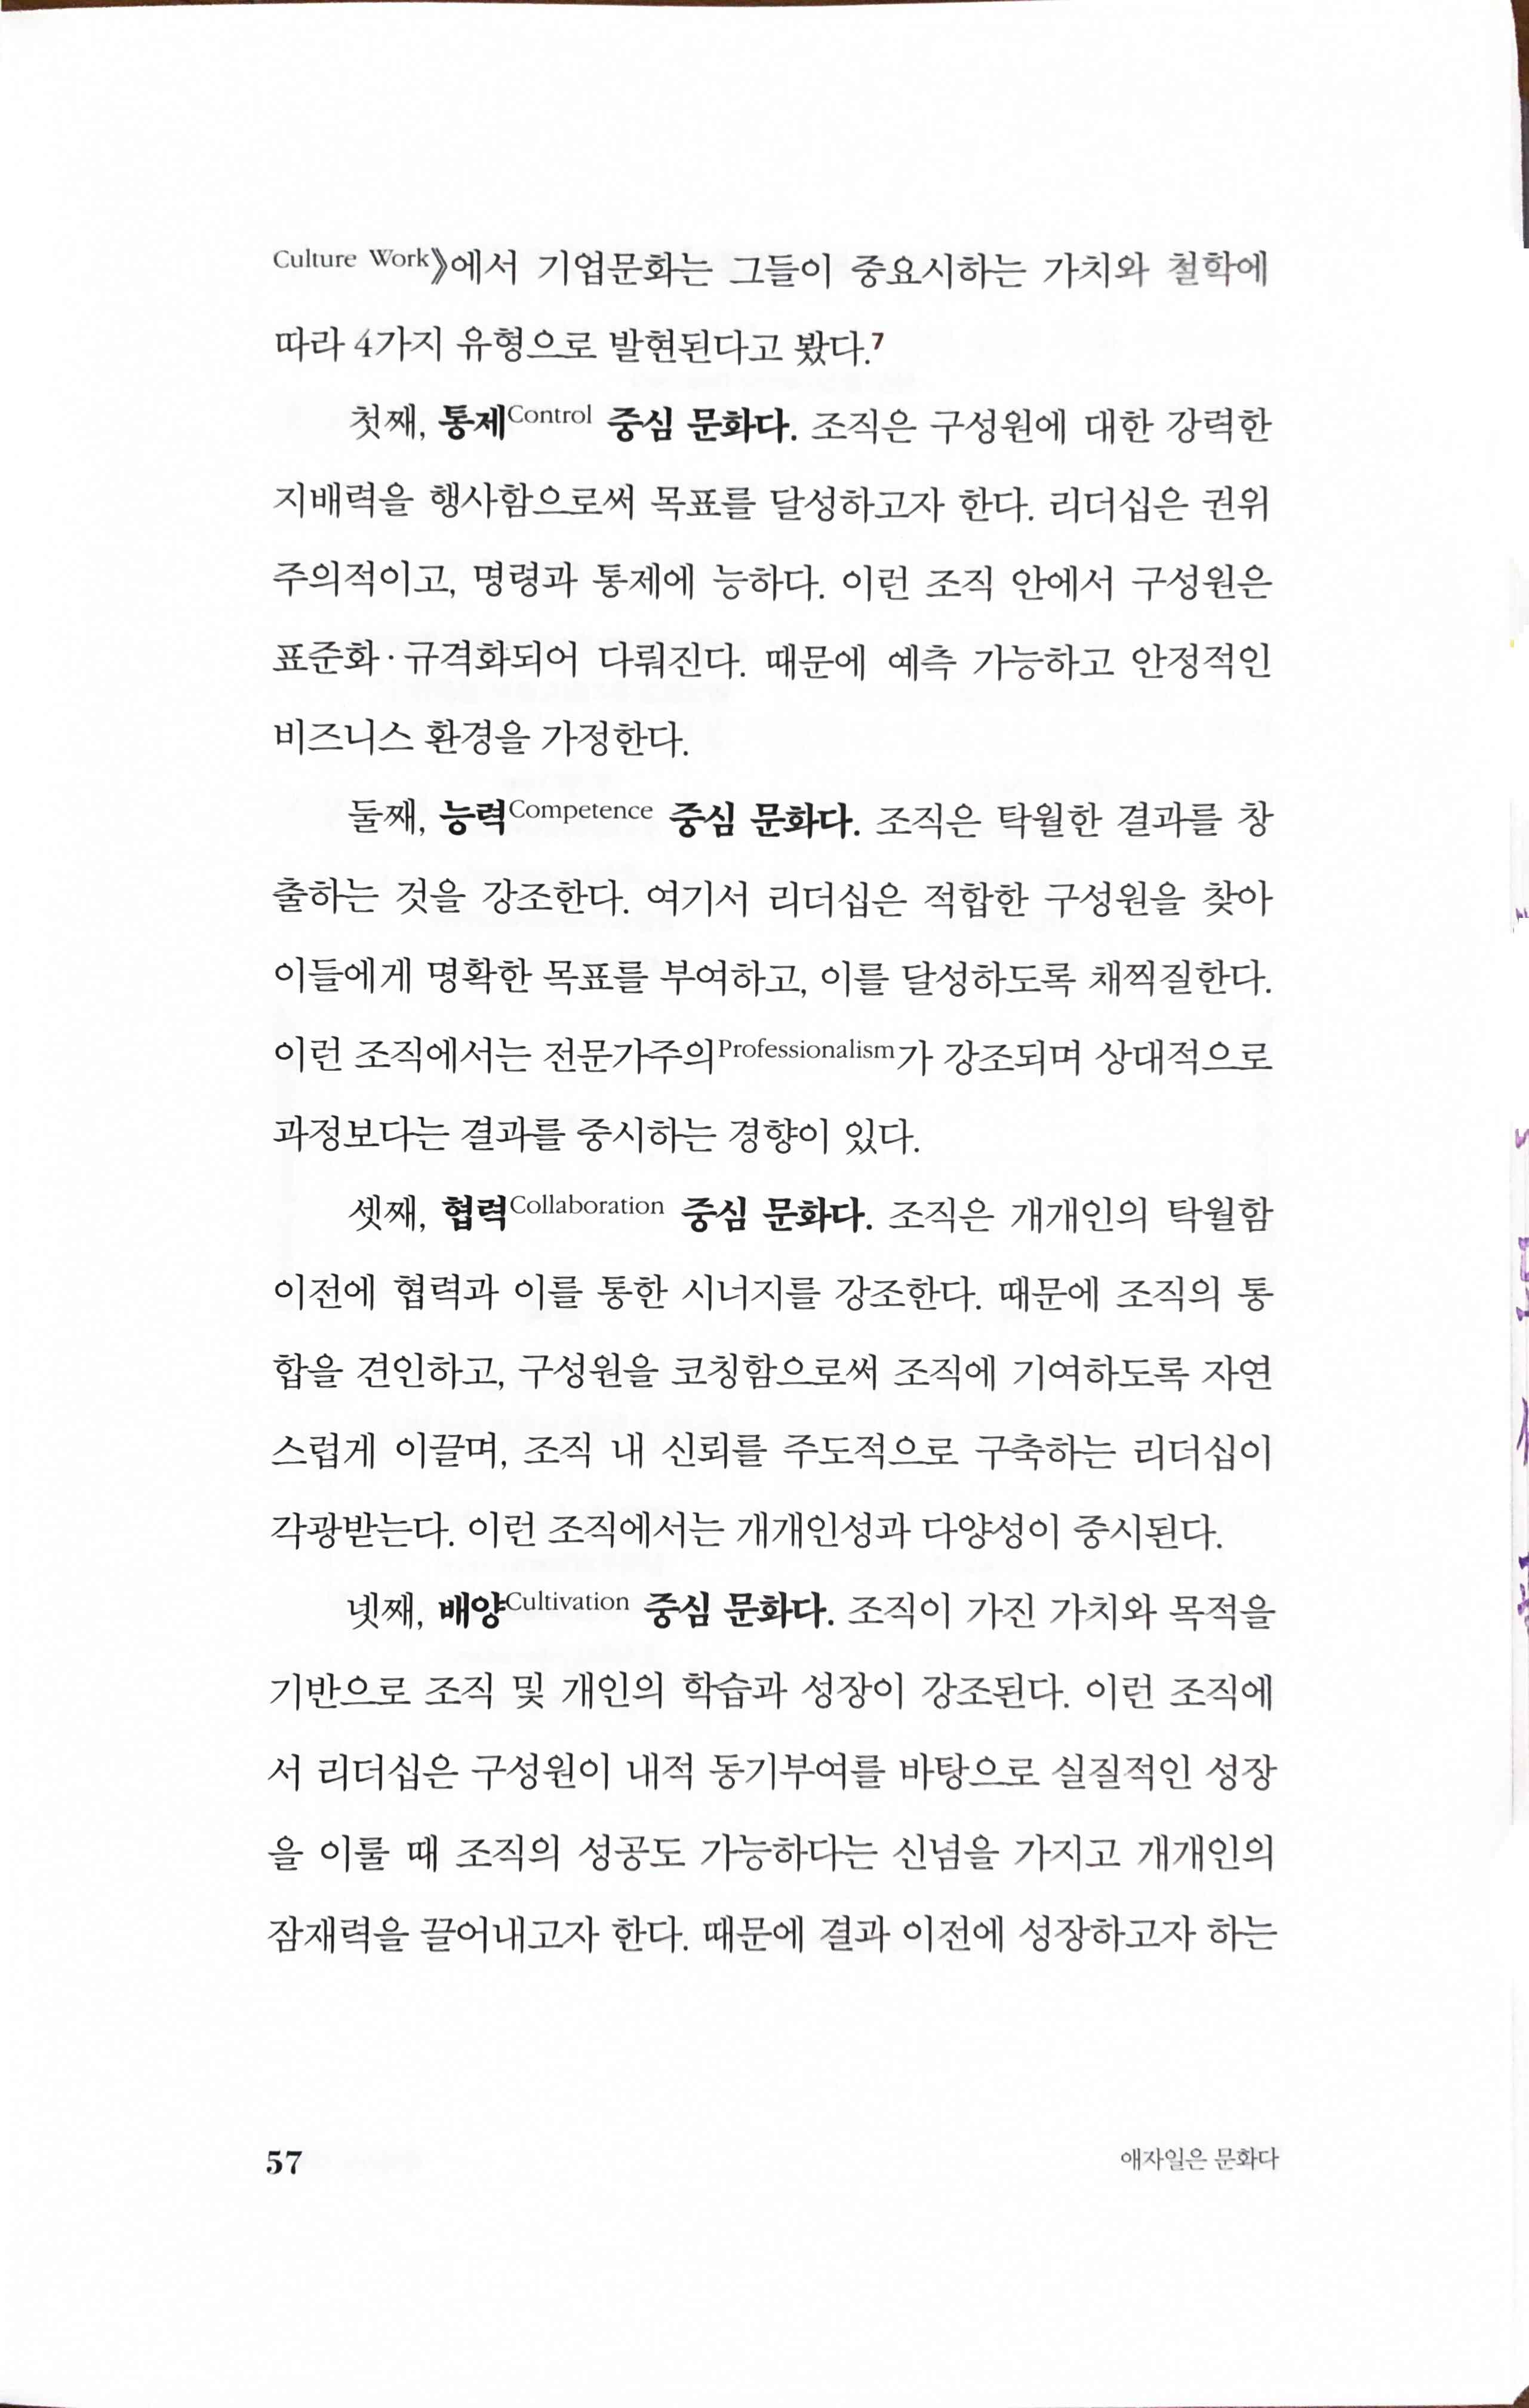 Culture Work》에서 기업문화는 그들이 중요시하는 가치와 철학에
따라 4가지 유형으로 발현된다고 봤다.7
첫째, 통제Control 중심 문화다. 조직은 구성원에 대한 강력한
지배력을 행사함으로써 목표를 달성하고자 한다. 리더십은 권위
주의적이고, 명령과 통제에 능하다. 이런 조직 안에서 구성원은
표준화·규격화되어 다뤄진다. 때문에 예측 가능하고 안정적인
비즈니스 환경을 가정한다.
둘째, 능력Competence 중심 문화다. 조직은 탁월한 결과를 창
출하는 것을 강조한다. 여기서 리더십은 적합한 구성원을 찾아
이들에게 명확한 목표를 부여하고, 이를 달성하도록 채찍질한다.
이런 조직에서는 전문가주의Professionalism가 강조되며 상대적으로
과정보다는 결과를 중시하는 경향이 있다.
셋째, 협력Collaboration 중심 문화다. 조직은 개개인의 탁월함
이전에 협력과 이를 통한 시너지를 강조한다. 때문에 조직의 통
합을 견인하고, 구성원을 코칭함으로써 조직에 기여하도록 자연
스럽게 이끌며, 조직 내 신뢰를 주도적으로 구축하는 리더십이
각광받는다. 이런 조직에서는 개개인성과 다양성이 중시된다.
넷째, 배양Cultivation 중심 문화다. 조직이 가진 가치와 목적을
기반으로 조직 및 개인의 학습과 성장이 강조된다. 이런 조직에
서 리더십은 구성원이 내적 동기부여를 바탕으로 실질적인 성장
을 이룰 때 조직의 성공도 가능하다는 신념을 가지고 개개인의
잠재력을 끌어내고자 한다. 때문에 결과 이전에 성장하고자 하는
57 애자일은 문화다